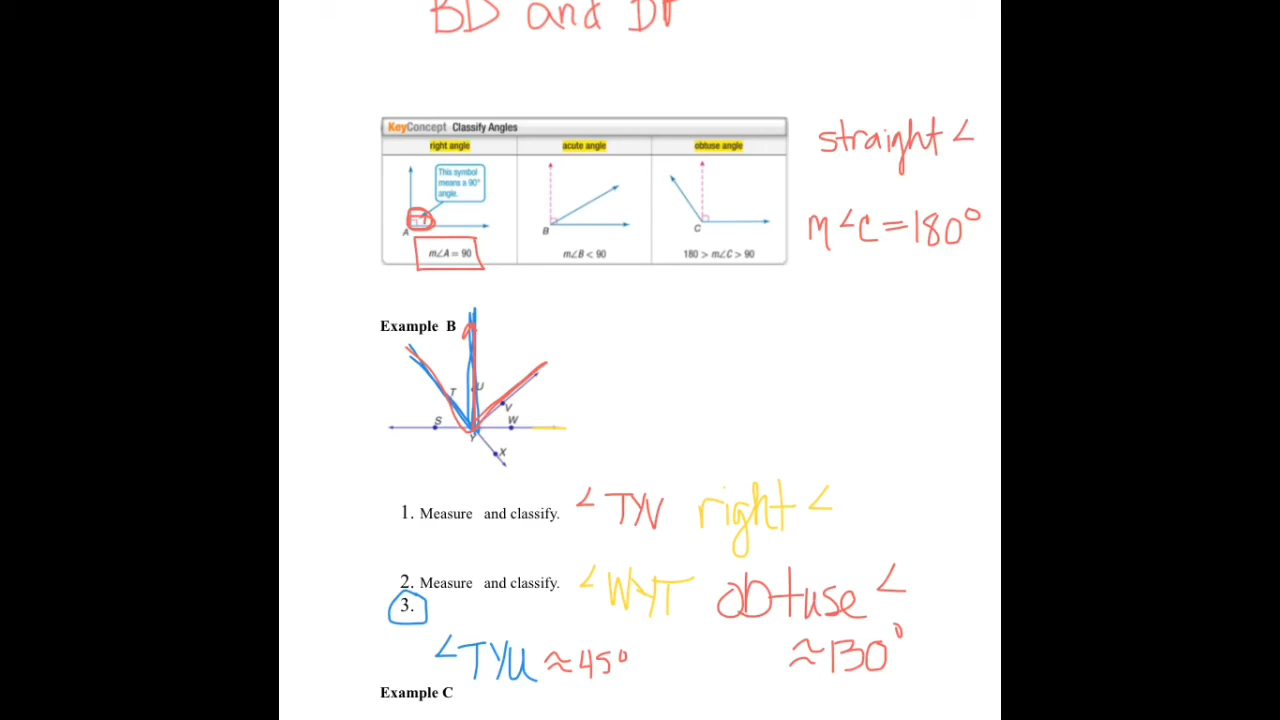 BD and DF
KeyConcept Classify Angles
right angle acute angle obtuse angle
This symbol
means a 90°
angle.
A B C
m∠A = 90 m∠B < 90 180 > m∠C > 90
straight ∠
m∠C = 180°
Example B
T U
V
S W
Y
X
1. Measure and classify. ∠TYV right ∠
2. Measure and classify. ∠WYT obtuse ∠
3.
∠TYU ≈ 45° ≈130°
Example C